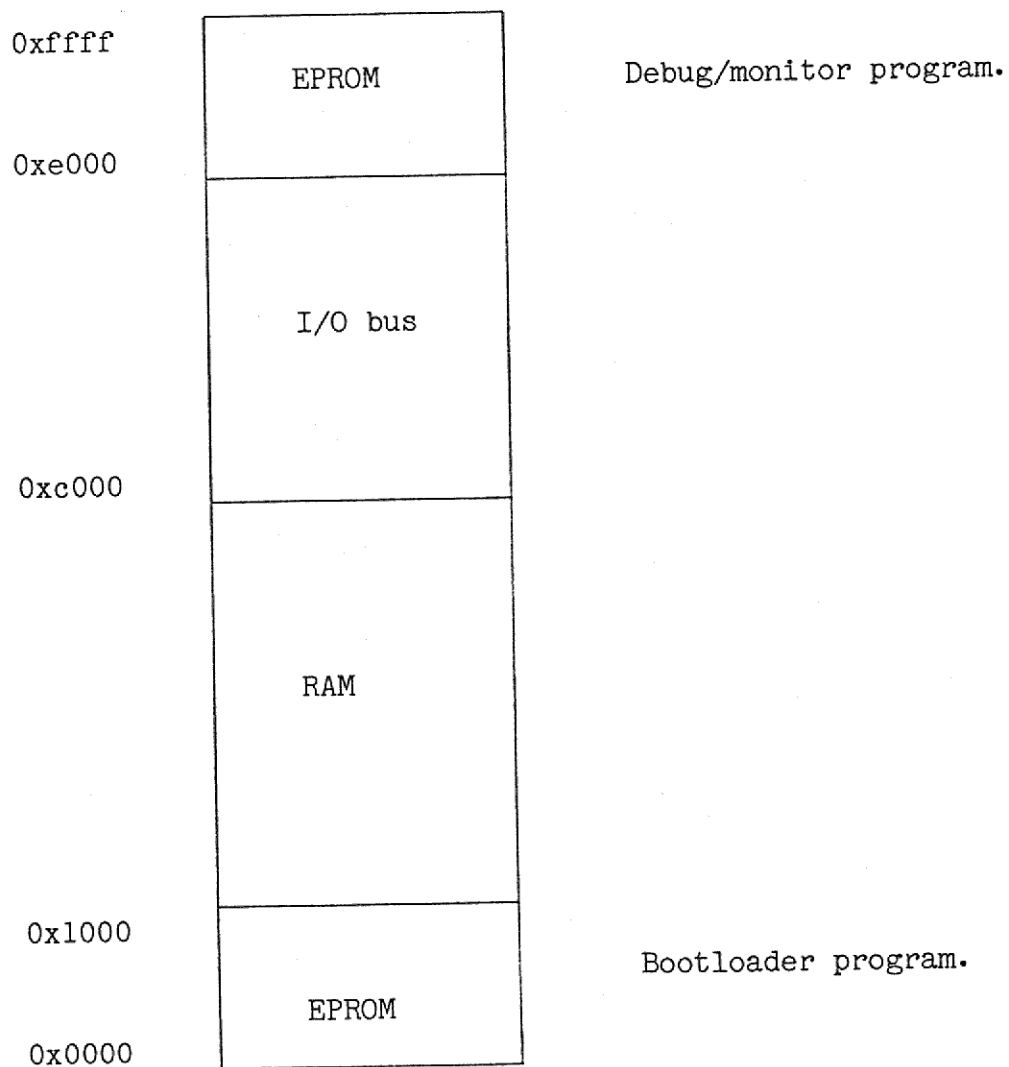 0xffff
EPROM
Debug/monitor program.
0xe000
I/O bus
0xc000
RAM
0x1000
Bootloader program.
EPROM
0x0000